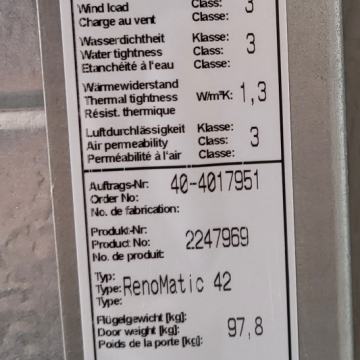 Wind load Class: 3
Charge au vent Classe:
Wasserdichtheit Klasse:
Water tightness Class: 3
Etanchéité à l'eau Classe:
Wärmewiderstand
Thermal tightness W/m²K: 1,3
Résist. thermique
Luftdurchlässigkeit Klasse:
Air permeability Class: 3
Perméabilité à l'air Classe:
Auftrags-Nr: 40-4017951
Order No:
No. de fabrication:
Produkt-Nr:
Product No: 2247969
No. de produit:
Typ:
Type: RenoMatic 42
Type:
Flügelgewicht [kg]:
Door weight [kg]: 97,8
Poids de la porte [kg]: